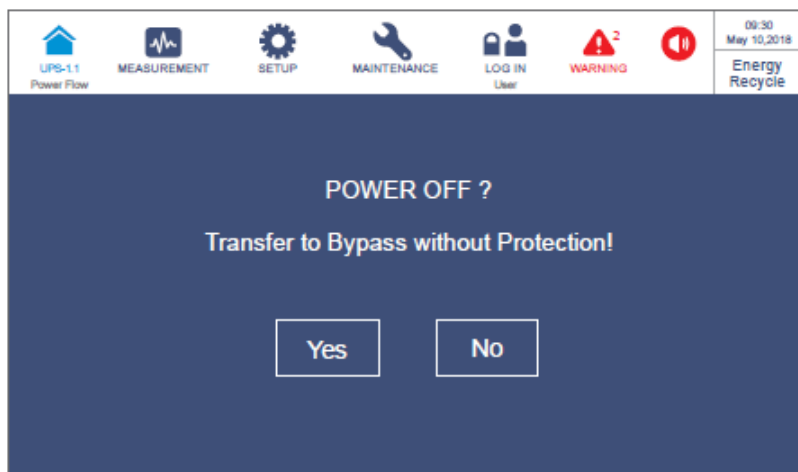 UPS-1.1
Power Flow
MEASUREMENT
SETUP
MAINTENANCE
LOG IN
User
2
WARNING
09:30
May 10,2018
Energy
Recycle
POWER OFF ?
Transfer to Bypass without Protection!
Yes
No